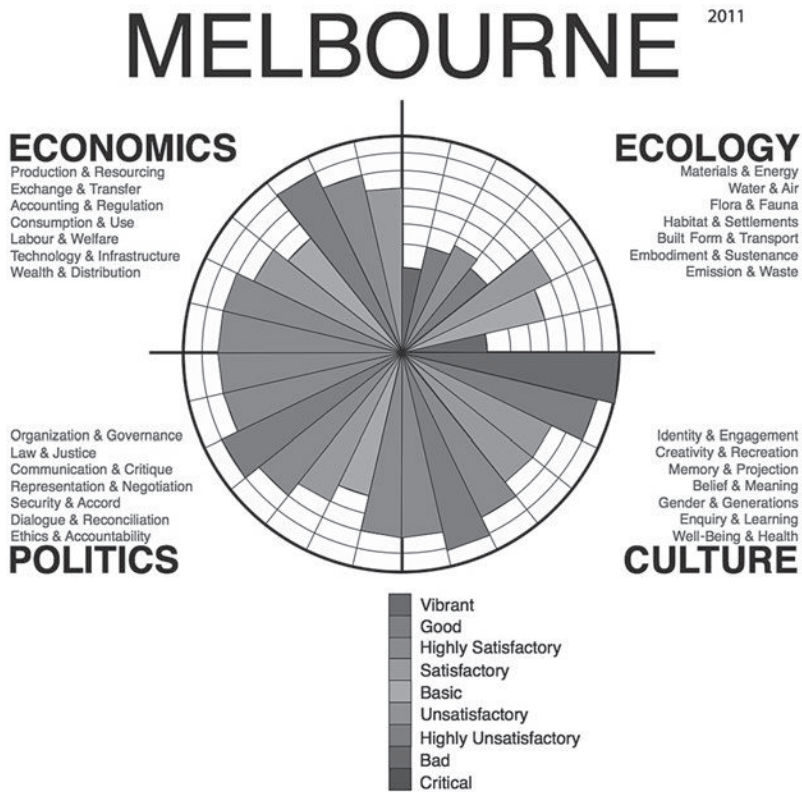 MELBOURNE
2011
ECONOMICS
Production & Resourcing
Exchange & Transfer
Accounting & Regulation
Consumption & Use
Labour & Welfare
Technology & Infrastructure
Wealth & Distribution
ECOLOGY
Materials & Energy
Water & Air
Flora & Fauna
Habitat & Settlements
Built Form & Transport
Embodiment & Sustenance
Emission & Waste
Organization & Governance
Law & Justice
Communication & Critique
Representation & Negotiation
Security & Accord
Dialogue & Reconciliation
Ethics & Accountability
POLITICS
Identity & Engagement
Creativity & Recreation
Memory & Projection
Belief & Meaning
Gender & Generations
Enquiry & Learning
Well-Being & Health
CULTURE
Vibrant
Good
Highly Satisfactory
Satisfactory
Basic
Unsatisfactory
Highly Unsatisfactory
Bad
Critical